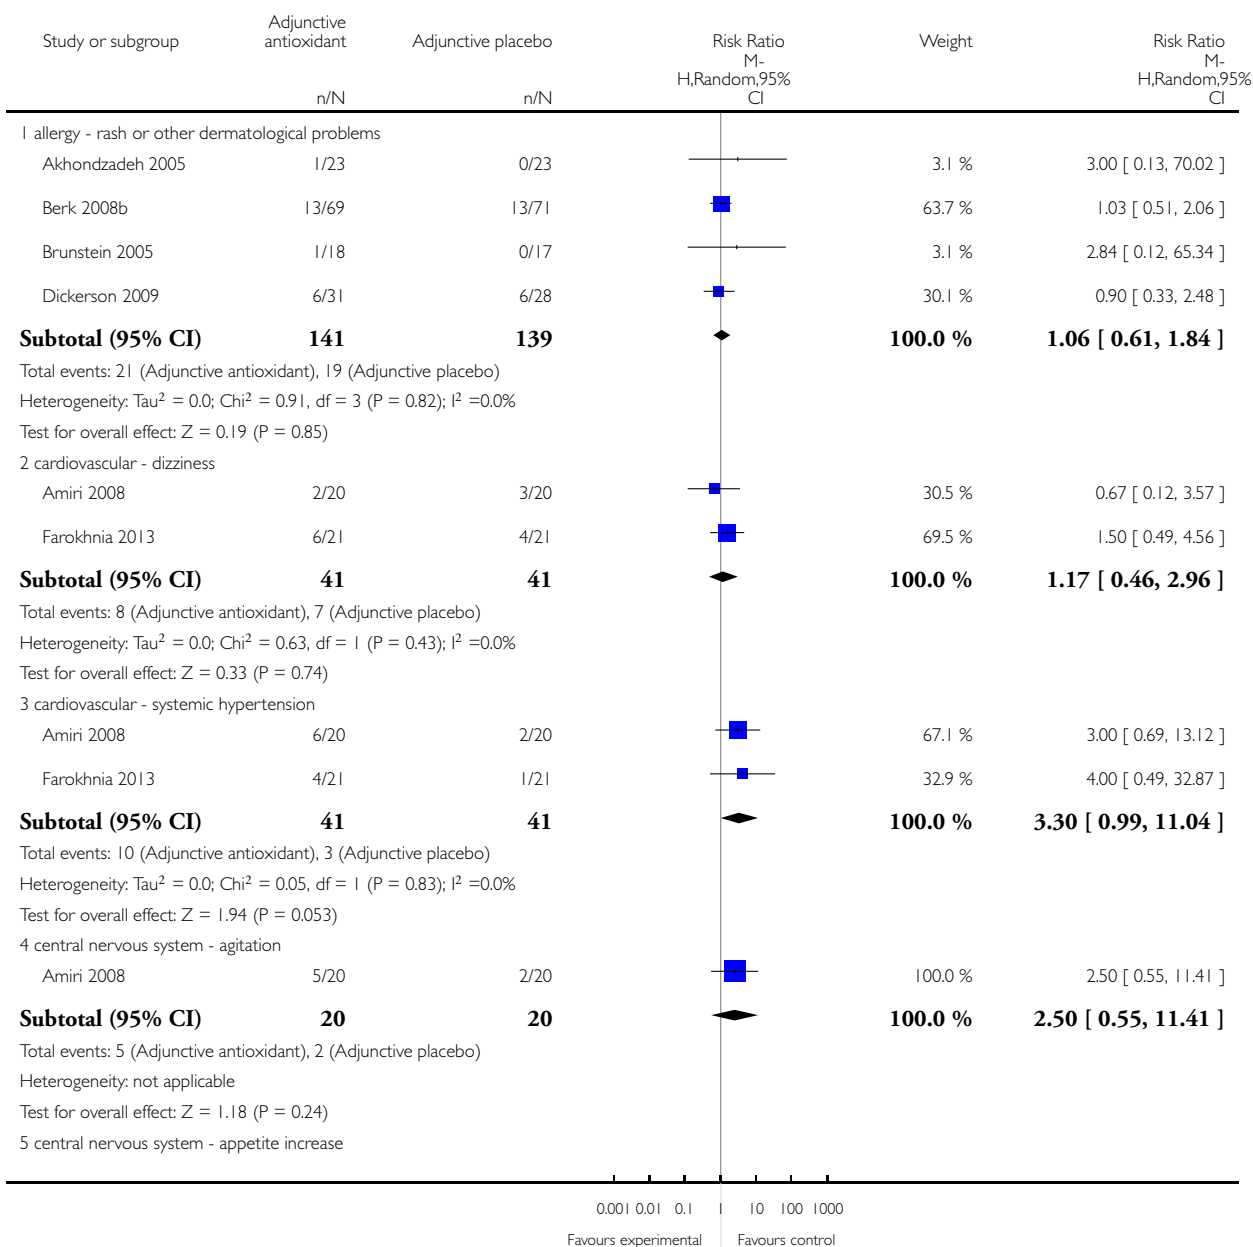 Study or subgroup Adjunctive antioxidant Adjunctive placebo Risk Ratio Weight Risk Ratio
M-H,Random,95% CI M-H,Random,95% CI
n/N n/N
1 allergy - rash or other dermatological problems
Akhondzadeh 2005 1/23 0/23 3.1 % 3.00 [ 0.13, 70.02 ]
Berk 2008b 13/69 13/71 63.7 % 1.03 [ 0.51, 2.06 ]
Brunstein 2005 1/18 0/17 3.1 % 2.84 [ 0.12, 65.34 ]
Dickerson 2009 6/31 6/28 30.1 % 0.90 [ 0.33, 2.48 ]
Subtotal (95% CI) 141 139 100.0 % 1.06 [ 0.61, 1.84 ]
Total events: 21 (Adjunctive antioxidant), 19 (Adjunctive placebo)
Heterogeneity: Tau² = 0.0; Chi² = 0.91, df = 3 (P = 0.82); I² =0.0%
Test for overall effect: Z = 0.19 (P = 0.85)
2 cardiovascular - dizziness
Amiri 2008 2/20 3/20 30.5 % 0.67 [ 0.12, 3.57 ]
Farokhnia 2013 6/21 4/21 69.5 % 1.50 [ 0.49, 4.56 ]
Subtotal (95% CI) 41 41 100.0 % 1.17 [ 0.46, 2.96 ]
Total events: 8 (Adjunctive antioxidant), 7 (Adjunctive placebo)
Heterogeneity: Tau² = 0.0; Chi² = 0.63, df = 1 (P = 0.43); I² =0.0%
Test for overall effect: Z = 0.33 (P = 0.74)
3 cardiovascular - systemic hypertension
Amiri 2008 6/20 2/20 67.1 % 3.00 [ 0.69, 13.12 ]
Farokhnia 2013 4/21 1/21 32.9 % 4.00 [ 0.49, 32.87 ]
Subtotal (95% CI) 41 41 100.0 % 3.30 [ 0.99, 11.04 ]
Total events: 10 (Adjunctive antioxidant), 3 (Adjunctive placebo)
Heterogeneity: Tau² = 0.0; Chi² = 0.05, df = 1 (P = 0.83); I² =0.0%
Test for overall effect: Z = 1.94 (P = 0.053)
4 central nervous system - agitation
Amiri 2008 5/20 2/20 100.0 % 2.50 [ 0.55, 11.41 ]
Subtotal (95% CI) 20 20 100.0 % 2.50 [ 0.55, 11.41 ]
Total events: 5 (Adjunctive antioxidant), 2 (Adjunctive placebo)
Heterogeneity: not applicable
Test for overall effect: Z = 1.18 (P = 0.24)
5 central nervous system - appetite increase
0.001 0.01 0.1 1 10 100 1000
Favours experimental Favours control